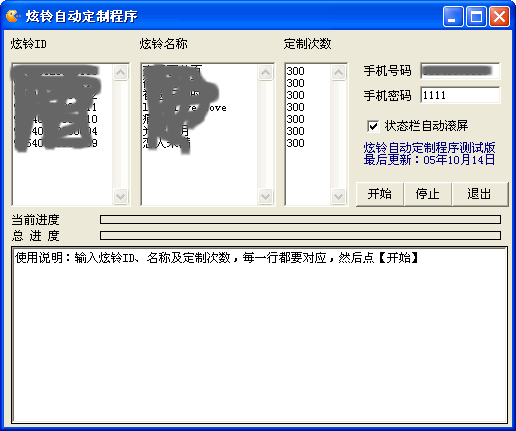 炫铃自动定制程序
炫铃ID 炫铃名称 定制次数
300
300
300
300
300
300
300
手机号码
手机密码 1111
状态栏自动滚屏
炫铃自动定制程序测试版
最后更新：05年10月14日
开始 停止 退出
当前进度
总 进 度
使用说明：输入炫铃ID、名称及定制次数，每一行都要对应，然后点【开始】